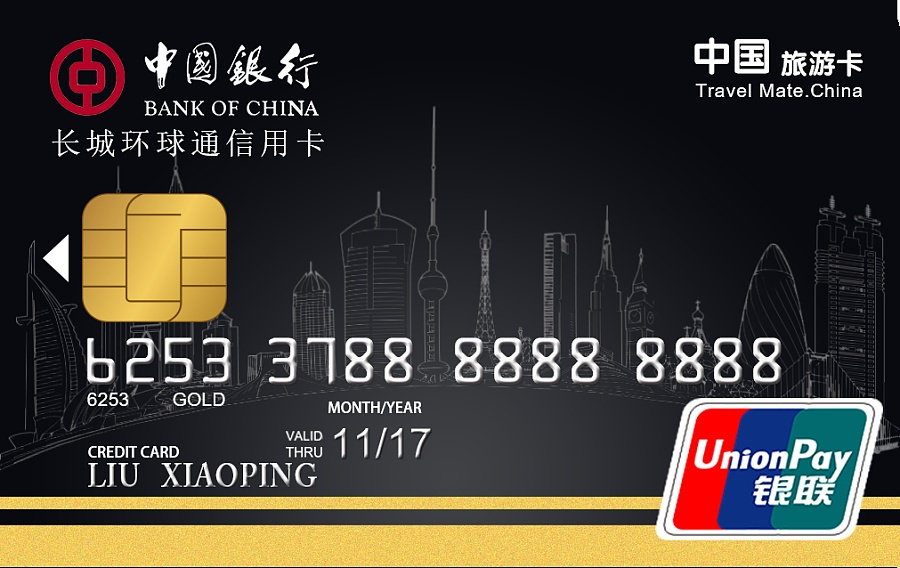 中國銀行
BANK OF CHINA
长城环球通信用卡
中国 旅游卡
Travel Mate.China
6253 3788 8888 8888
6253 GOLD
MONTH/YEAR
VALID THRU 11/17
CREDIT CARD
LIU XIAOPING
UnionPay
银联